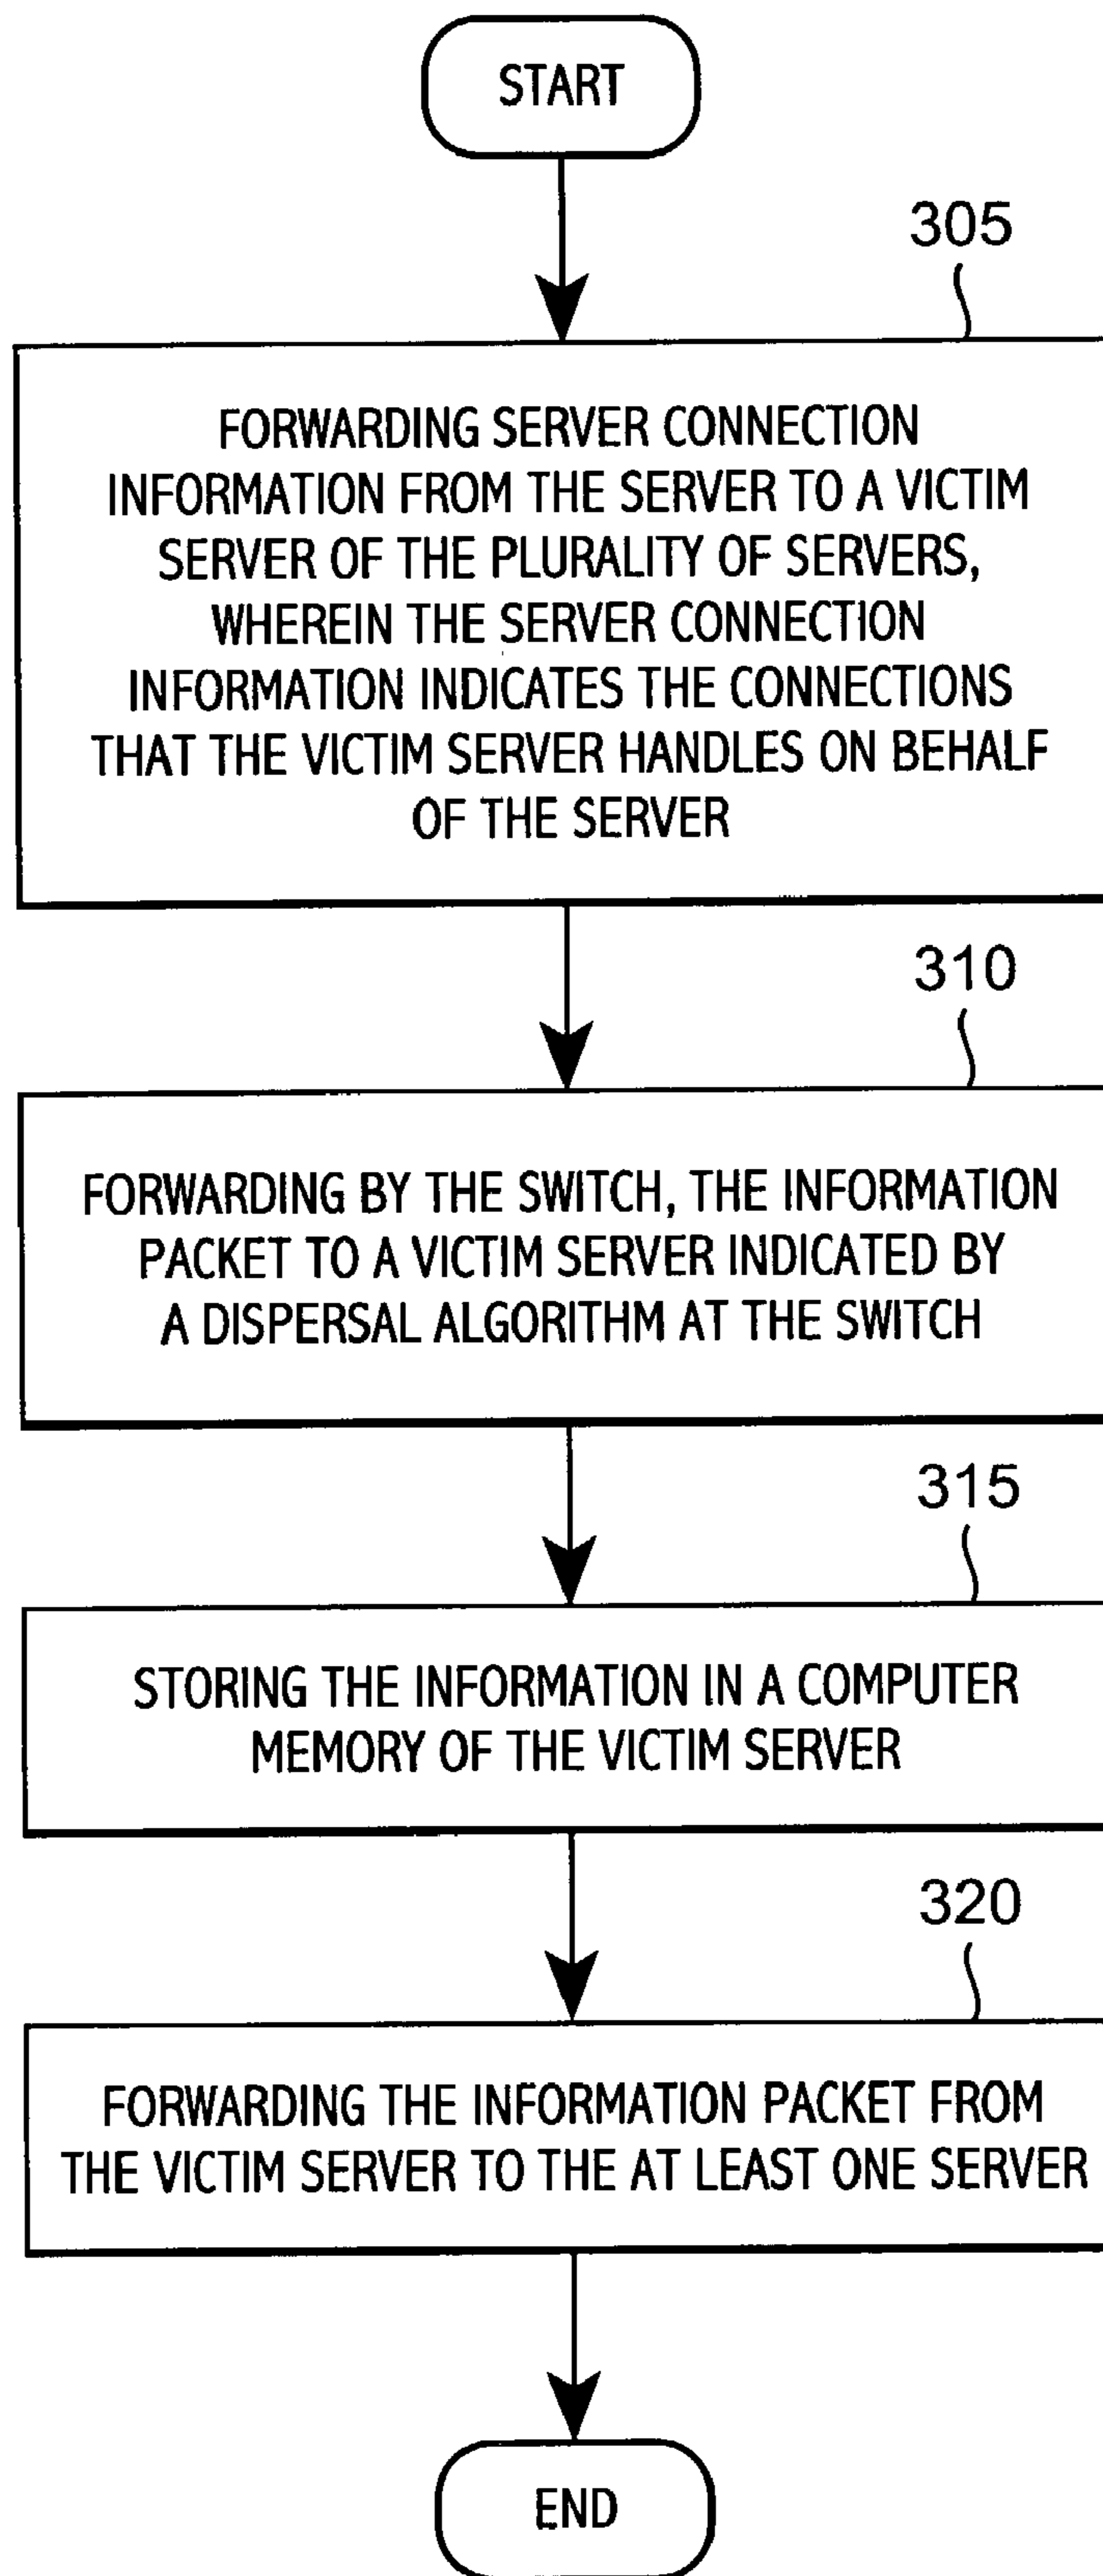 START
305
FORWARDING SERVER CONNECTION
INFORMATION FROM THE SERVER TO A VICTIM
SERVER OF THE PLURALITY OF SERVERS,
WHEREIN THE SERVER CONNECTION
INFORMATION INDICATES THE CONNECTIONS
THAT THE VICTIM SERVER HANDLES ON BEHALF
OF THE SERVER
310
FORWARDING BY THE SWITCH, THE INFORMATION
PACKET TO A VICTIM SERVER INDICATED BY
A DISPERSAL ALGORITHM AT THE SWITCH
315
STORING THE INFORMATION IN A COMPUTER
MEMORY OF THE VICTIM SERVER
320
FORWARDING THE INFORMATION PACKET FROM
THE VICTIM SERVER TO THE AT LEAST ONE SERVER
END